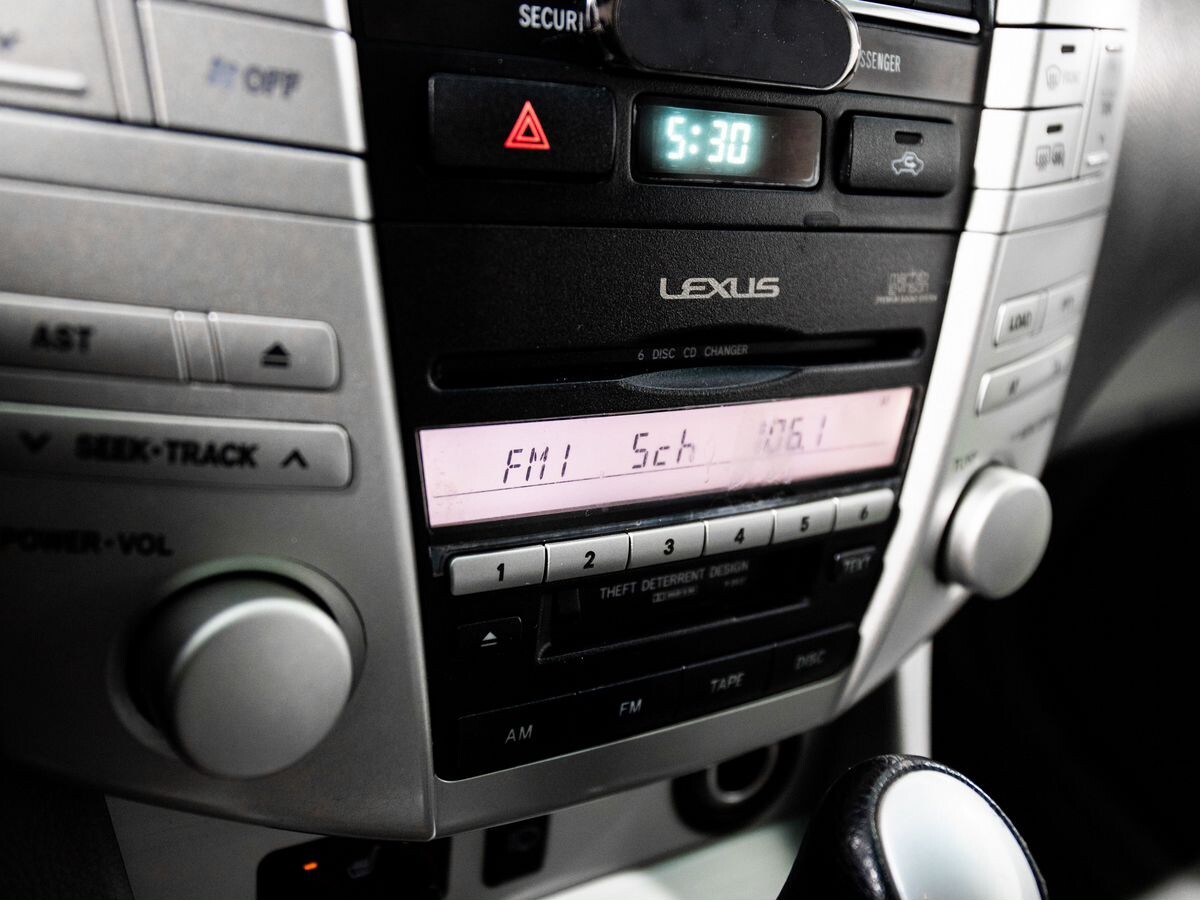 SECURI
SSENGER
OFF
5:30
LEXUS
6 DISC CD CHANGER
LOAD
AST
FM1 5ch 106.1
SEEK•TRACK
1 2 3 4 5 6
POWER•VOL
THEFT DETERRENT DESIGN
TEXT
AM FM TAPE DISC